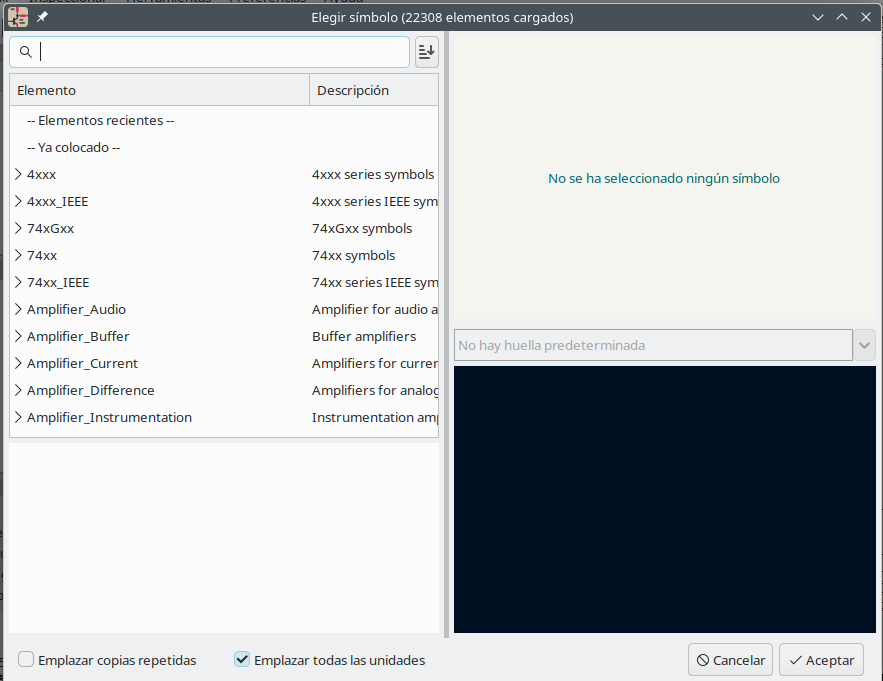 Elegir símbolo (22308 elementos cargados)
Elemento Descripción
-- Elementos recientes --
-- Ya colocado --
4xxx 4xxx series symbols
4xxx_IEEE 4xxx series IEEE sym
74xGxx 74xGxx symbols
74xx 74xx symbols
74xx_IEEE 74xx series IEEE sym
Amplifier_Audio Amplifier for audio a
Amplifier_Buffer Buffer amplifiers
Amplifier_Current Amplifiers for curren
Amplifier_Difference Amplifiers for analog
Amplifier_Instrumentation Instrumentation amp
No se ha seleccionado ningún símbolo
No hay huella predeterminada
Emplazar copias repetidas
Emplazar todas las unidades
Cancelar
Aceptar